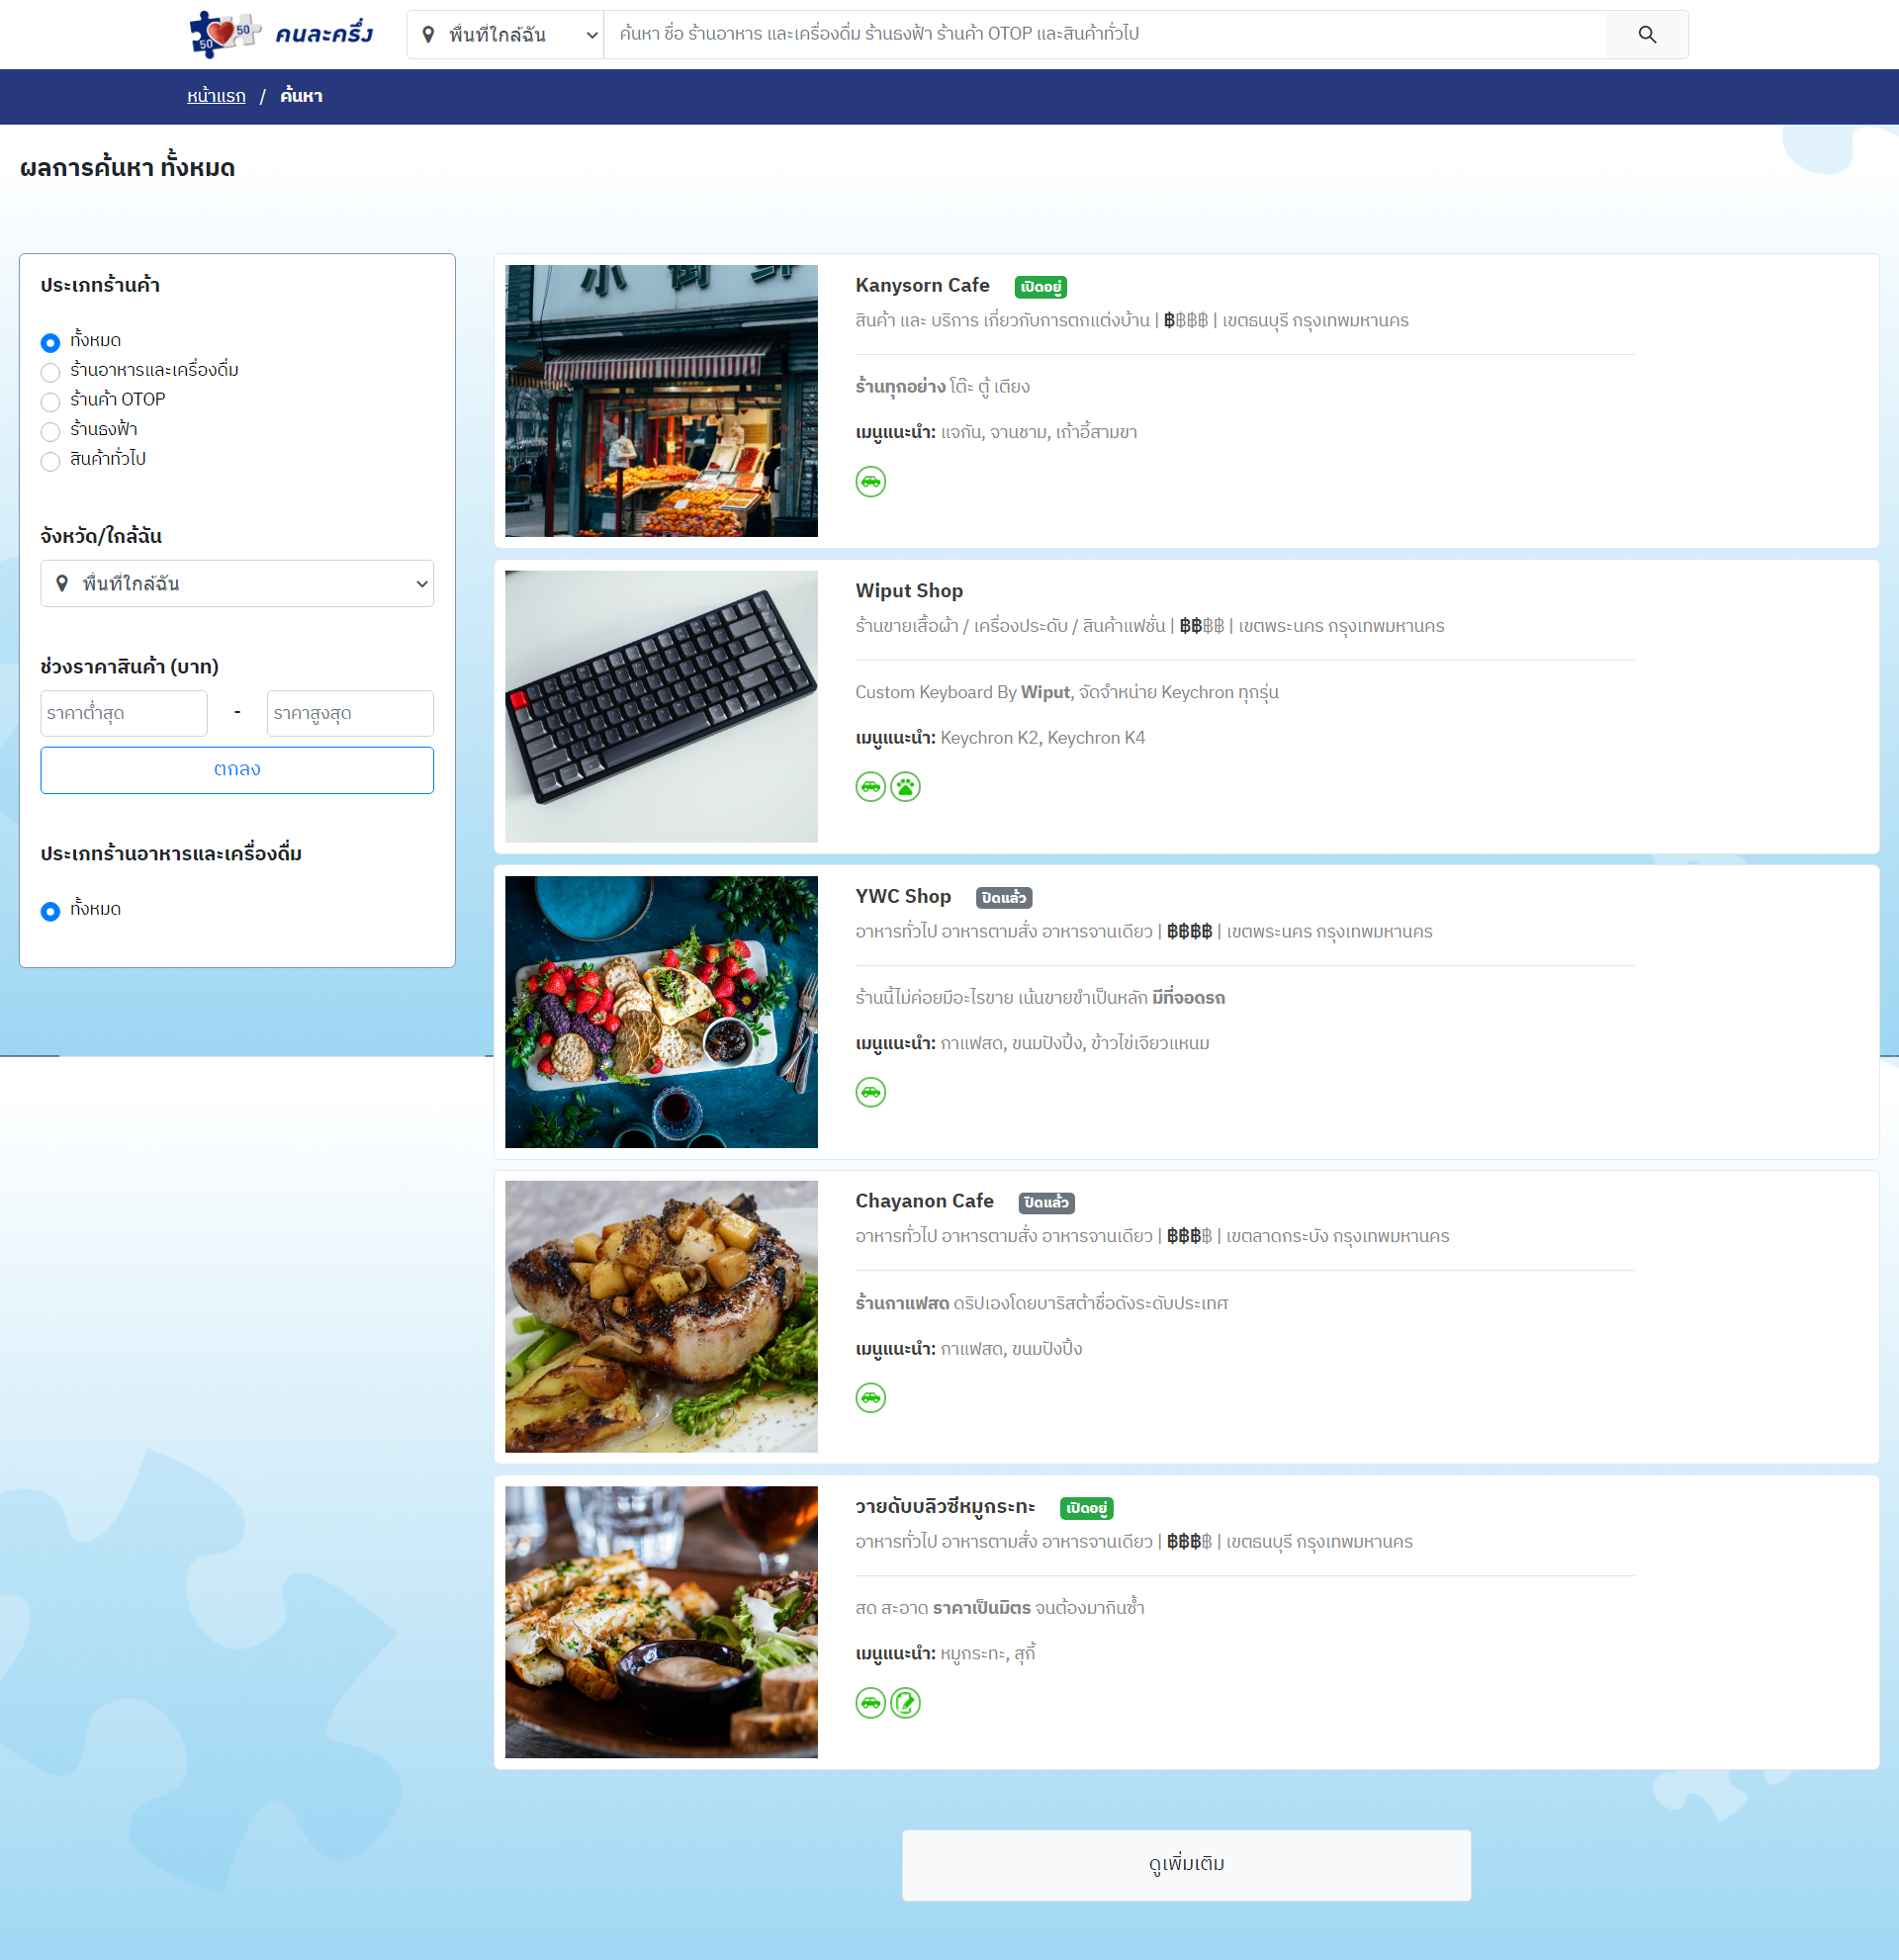 50 50 คนละครึ่ง
พื้นที่ใกล้ฉัน
ค้นหา ชื่อ ร้านอาหาร และเครื่องดื่ม ร้านธงฟ้า ร้านค้า OTOP และสินค้าทั่วไป
หน้าแรก / ค้นหา
ผลการค้นหา ทั้งหมด
ประเภทร้านค้า
ทั้งหมด
ร้านอาหารและเครื่องดื่ม
ร้านค้า OTOP
ร้านธงฟ้า
สินค้าทั่วไป
จังหวัด/ใกล้ฉัน
พื้นที่ใกล้ฉัน
ช่วงราคาสินค้า (บาท)
ราคาต่ำสุด - ราคาสูงสุด
ตกลง
ประเภทร้านอาหารและเครื่องดื่ม
ทั้งหมด
小街
Kanysorn Cafe เปิดอยู่
สินค้า และ บริการ เกี่ยวกับการตกแต่งบ้าน | ฿฿฿฿ | เขตธนบุรี กรุงเทพมหานคร
ร้านทุกอย่าง โต๊ะ ตู้ เตียง
เมนูแนะนำ: แจกัน, จานชาม, เก้าอี้สามขา
Wiput Shop
ร้านขายเสื้อผ้า / เครื่องประดับ / สินค้าแฟชั่น | ฿฿฿฿ | เขตพระนคร กรุงเทพมหานคร
Custom Keyboard By Wiput, จัดจำหน่าย Keychron ทุกรุ่น
เมนูแนะนำ: Keychron K2, Keychron K4
YWC Shop ปิดแล้ว
อาหารทั่วไป อาหารตามสั่ง อาหารจานเดียว | ฿฿฿฿ | เขตพระนคร กรุงเทพมหานคร
ร้านนี้ไม่ค่อยมีอะไรขาย เน้นขายขำเป็นหลัก มีที่จอดรถ
เมนูแนะนำ: กาแฟสด, ขนมปังปิ้ง, ข้าวไข่เจียวแหนม
Chayanon Cafe ปิดแล้ว
อาหารทั่วไป อาหารตามสั่ง อาหารจานเดียว | ฿฿฿฿ | เขตลาดกระบัง กรุงเทพมหานคร
ร้านกาแฟสด ดริปเองโดยบาริสต้าชื่อดังระดับประเทศ
เมนูแนะนำ: กาแฟสด, ขนมปังปิ้ง
วายดับบลิวซีหมูกระทะ เปิดอยู่
อาหารทั่วไป อาหารตามสั่ง อาหารจานเดียว | ฿฿฿฿ | เขตธนบุรี กรุงเทพมหานคร
สด สะอาด ราคาเป็นมิตร จนต้องมากินซ้ำ
เมนูแนะนำ: หมูกระทะ, สุกี้
ดูเพิ่มเติม